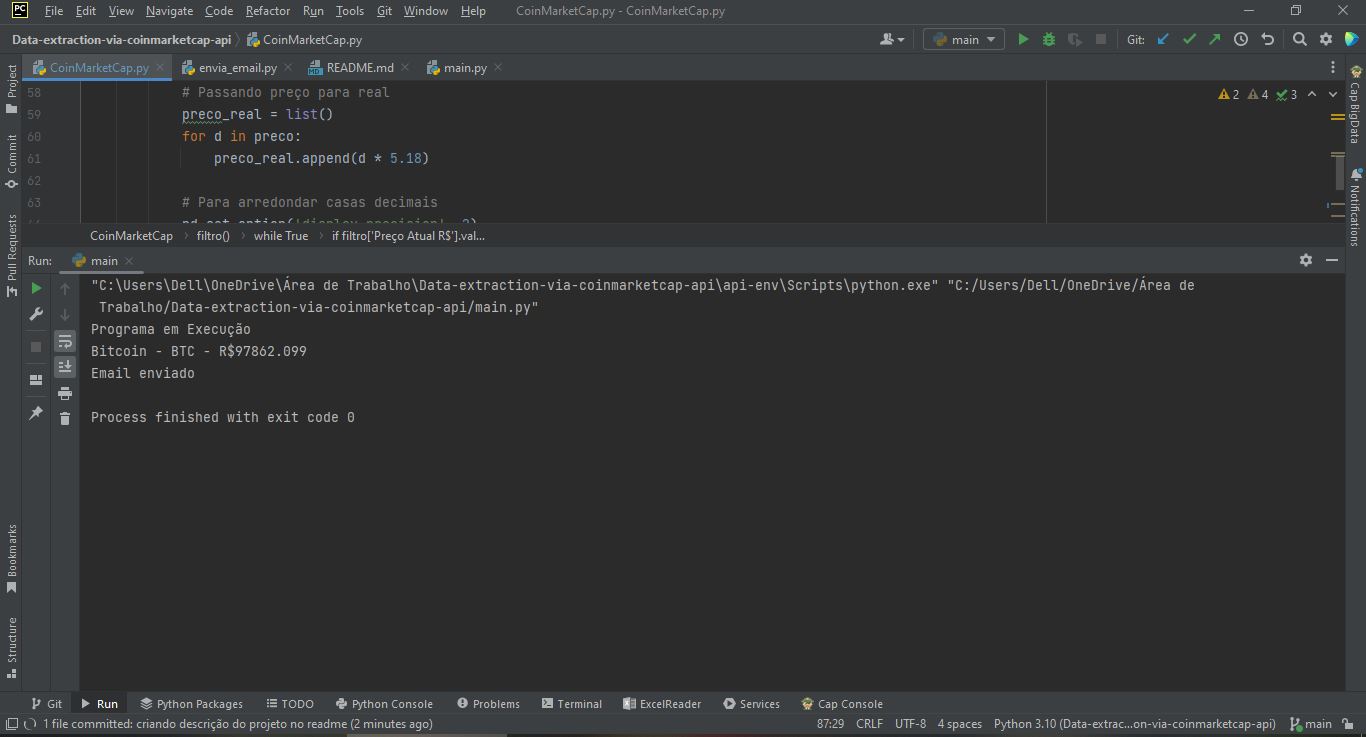 PC File Edit View Navigate Code Refactor Run Tools Git Window Help CoinMarketCap.py - CoinMarketCap.py
Data-extraction-via-coinmarketcap-api CoinMarketCap.py main Git:
CoinMarketCap.py envia_email.py README.md main.py
58 # Passando preço para real
59 preco_real = list()
60 for d in preco:
61 preco_real.append(d * 5.18)
62
63 # Para arredondar casas decimais
2 4 3
CoinMarketCap filtro() while True if filtro['Preço Atual R$'].val...
Run: main
"C:\Users\Dell\OneDrive\Área de Trabalho\Data-extraction-via-coinmarketcap-api\api-env\Scripts\python.exe" "C:/Users/Dell/OneDrive/Área de
Trabalho/Data-extraction-via-coinmarketcap-api/main.py"
Programa em Execução
Bitcoin - BTC - R$97862.099
Email enviado
Process finished with exit code 0
Project
Commit
Pull Requests
Bookmarks
Structure
Cap BigData
Notifications
Git Run Python Packages TODO Python Console Problems Terminal ExcelReader Services Cap Console
1 file committed: criando descrição do projeto no readme (2 minutes ago) 87:29 CRLF UTF-8 4 spaces Python 3.10 (Data-extrac...on-via-coinmarketcap-api) main